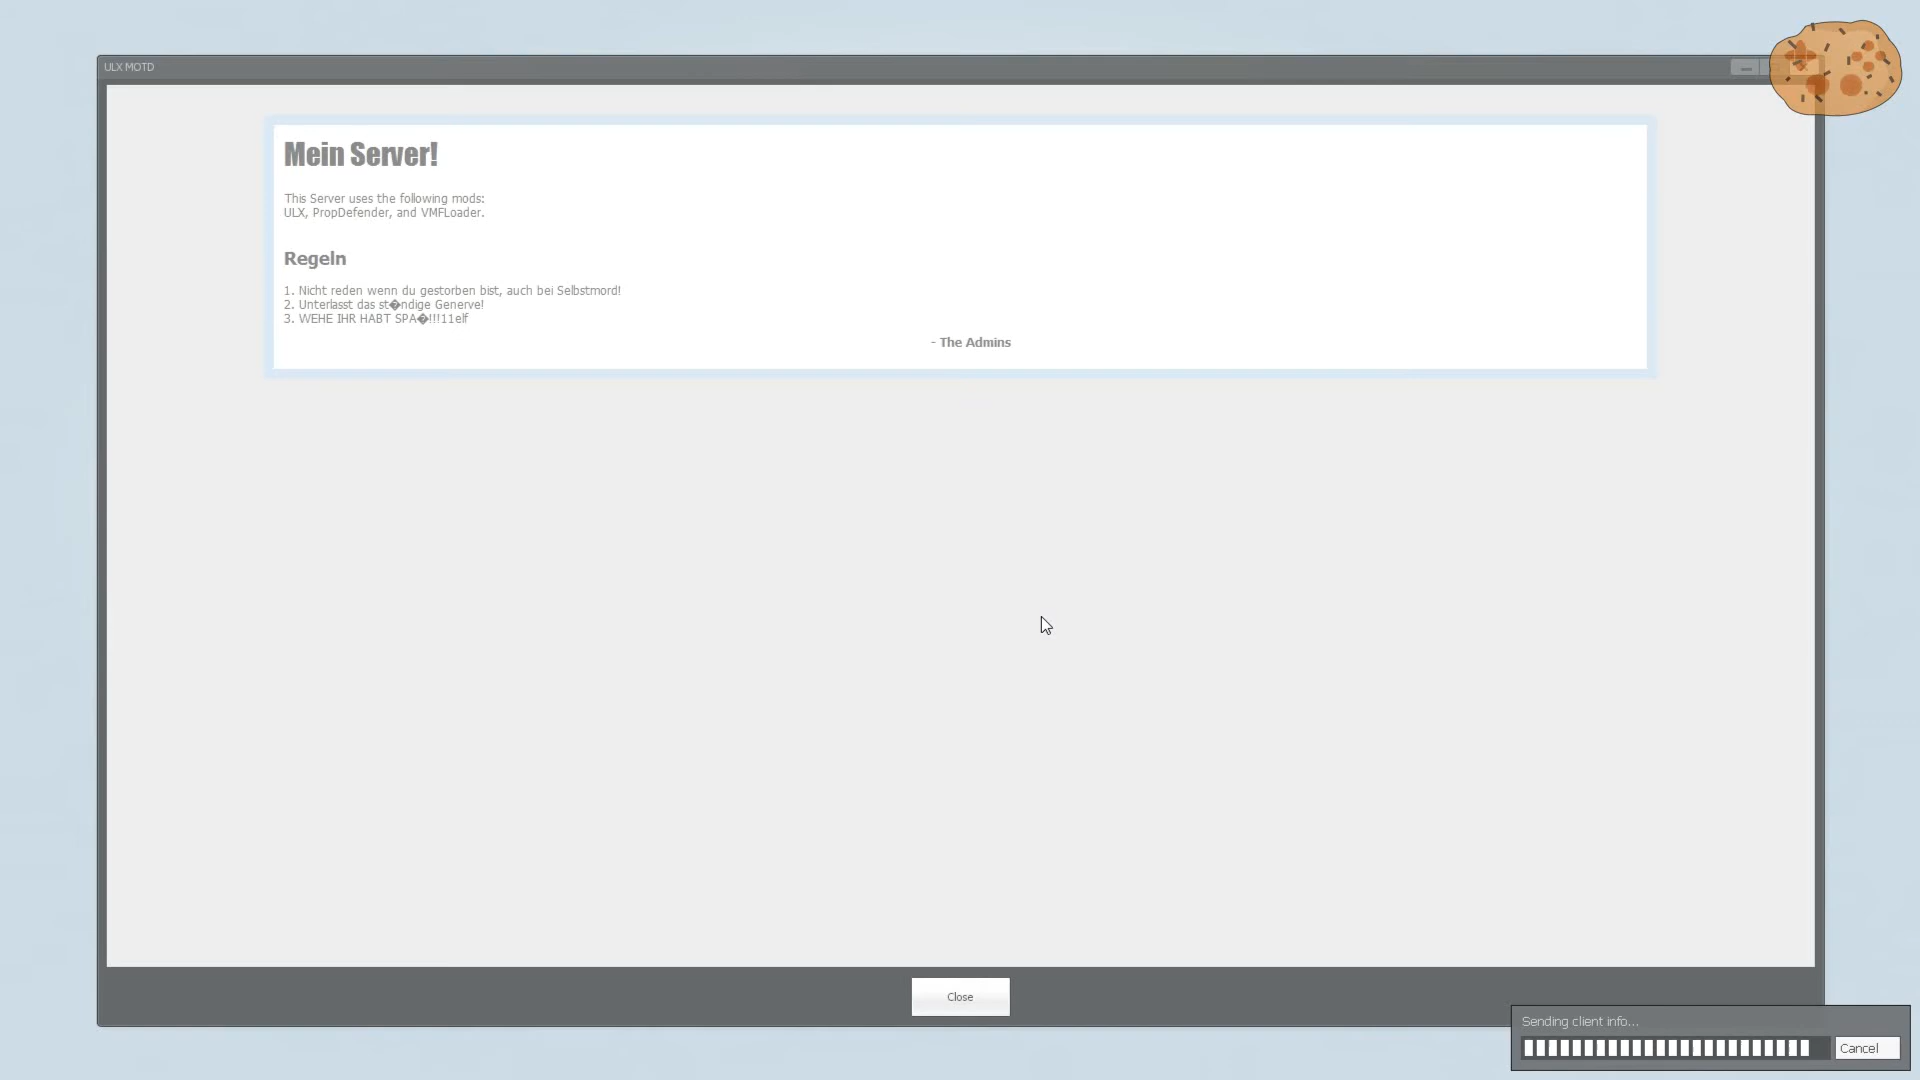 ULX MOTD
Mein Server!
This Server uses the following mods:
ULX, PropDefender, and VMFLoader.
Regeln
1. Nicht reden wenn du gestorben bist, auch bei Selbstmord!
2. Unterlasst das st�ndige Generve!
3. WEHE IHR HABT SPA�!!!11elf
- The Admins
Close
Sending client info...
Cancel